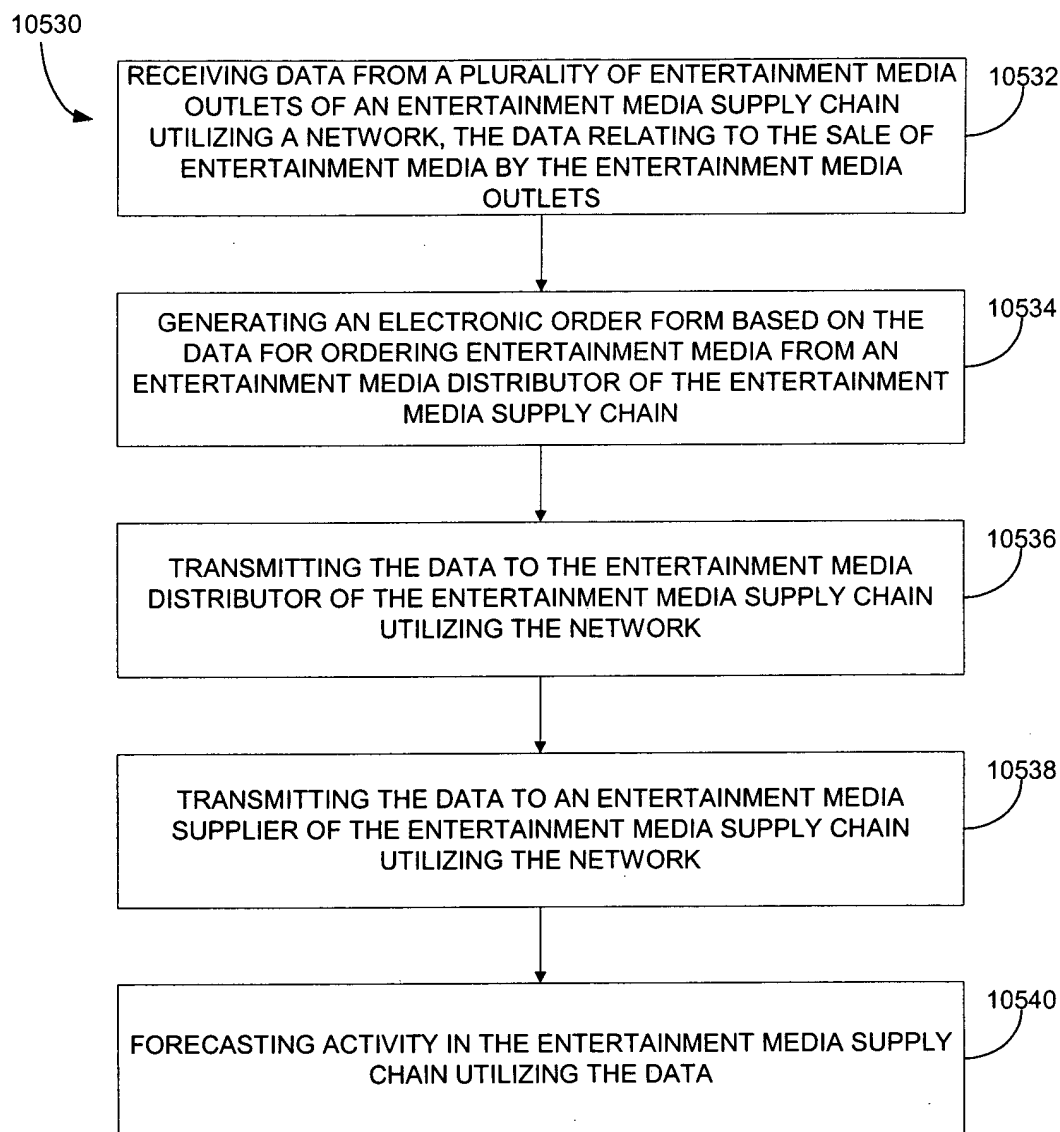 10530
RECEIVING DATA FROM A PLURALITY OF ENTERTAINMENT MEDIA
OUTLETS OF AN ENTERTAINMENT MEDIA SUPPLY CHAIN
UTILIZING A NETWORK, THE DATA RELATING TO THE SALE OF
ENTERTAINMENT MEDIA BY THE ENTERTAINMENT MEDIA
OUTLETS
10532
GENERATING AN ELECTRONIC ORDER FORM BASED ON THE
DATA FOR ORDERING ENTERTAINMENT MEDIA FROM AN
ENTERTAINMENT MEDIA DISTRIBUTOR OF THE ENTERTAINMENT
MEDIA SUPPLY CHAIN
10534
TRANSMITTING THE DATA TO THE ENTERTAINMENT MEDIA
DISTRIBUTOR OF THE ENTERTAINMENT MEDIA SUPPLY CHAIN
UTILIZING THE NETWORK
10536
TRANSMITTING THE DATA TO AN ENTERTAINMENT MEDIA
SUPPLIER OF THE ENTERTAINMENT MEDIA SUPPLY CHAIN
UTILIZING THE NETWORK
10538
FORECASTING ACTIVITY IN THE ENTERTAINMENT MEDIA SUPPLY
CHAIN UTILIZING THE DATA
10540